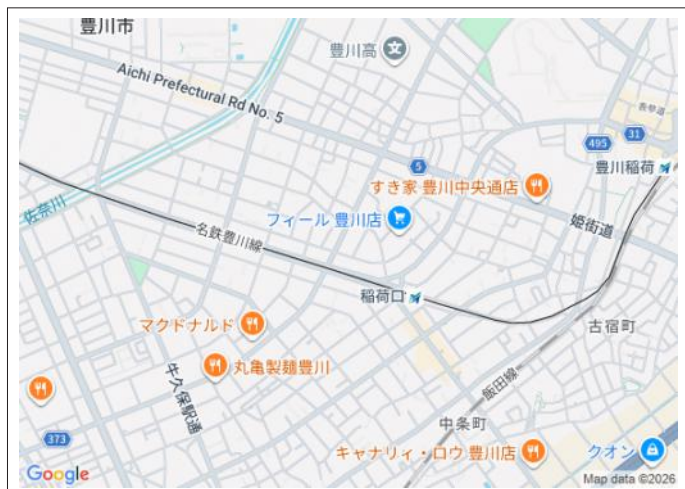 豊川市
豊川高
Aichi Prefectural Rd No. 5
表参道
31
495
5
豊川稲荷
すき家 豊川中央通店
佐奈川
フィール 豊川店
姫街道
名鉄豊川線
稲荷口
マクドナルド
古宿町
丸亀製麺豊川
飯田線
牛久保駅通
中条町
373
キャナリィ・ロウ 豊川店
クオン
Google
Map data ©2026